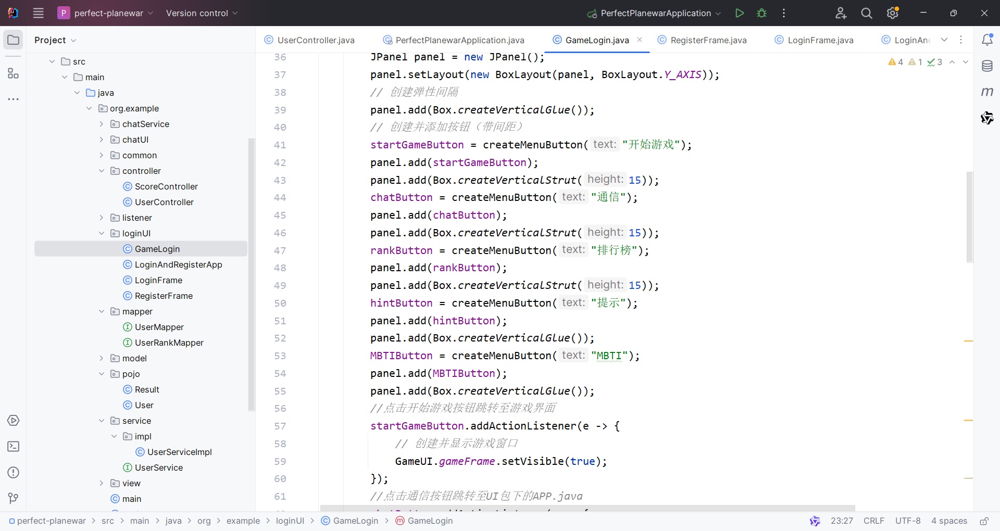 P perfect-planewar Version control PerfectPlanewarApplication
Project
UserController.java PerfectPlanewarApplication.java GameLogin.java RegisterFrame.java LoginFrame.java LoginAn
src
main
java
org.example
chatService
chatUI
common
controller
ScoreController
UserController
listener
loginUI
GameLogin
LoginAndRegisterApp
LoginFrame
RegisterFrame
mapper
UserMapper
UserRankMapper
model
pojo
Result
User
service
impl
UserServiceImpl
UserService
view
main
4 1 3
36 JPanel panel = new JPanel();
37 panel.setLayout(new BoxLayout(panel, BoxLayout.Y_AXIS));
38 // 创建弹性间隔
39 panel.add(Box.createVerticalGlue());
40 // 创建并添加按钮（带间距）
41 startGameButton = createMenuButton( text: "开始游戏");
42 panel.add(startGameButton);
43 panel.add(Box.createVerticalStrut( height: 15));
44 chatButton = createMenuButton( text: "通信");
45 panel.add(chatButton);
46 panel.add(Box.createVerticalStrut( height: 15));
47 rankButton = createMenuButton( text: "排行榜");
48 panel.add(rankButton);
49 panel.add(Box.createVerticalStrut( height: 15));
50 hintButton = createMenuButton( text: "提示");
51 panel.add(hintButton);
52 panel.add(Box.createVerticalGlue());
53 MBTIButton = createMenuButton( text: "MBTI");
54 panel.add(MBTIButton);
55 panel.add(Box.createVerticalGlue());
56 //点击开始游戏按钮跳转至游戏界面
57 startGameButton.addActionListener(e -> {
58 // 创建并显示游戏窗口
59 GameUI.gameFrame.setVisible(true);
60 });
61 //点击通信按钮跳转至UI包下的APP.java
m
perfect-planewar > src > main > java > org > example > loginUI > GameLogin > GameLogin
23:27 CRLF UTF-8 4 spaces